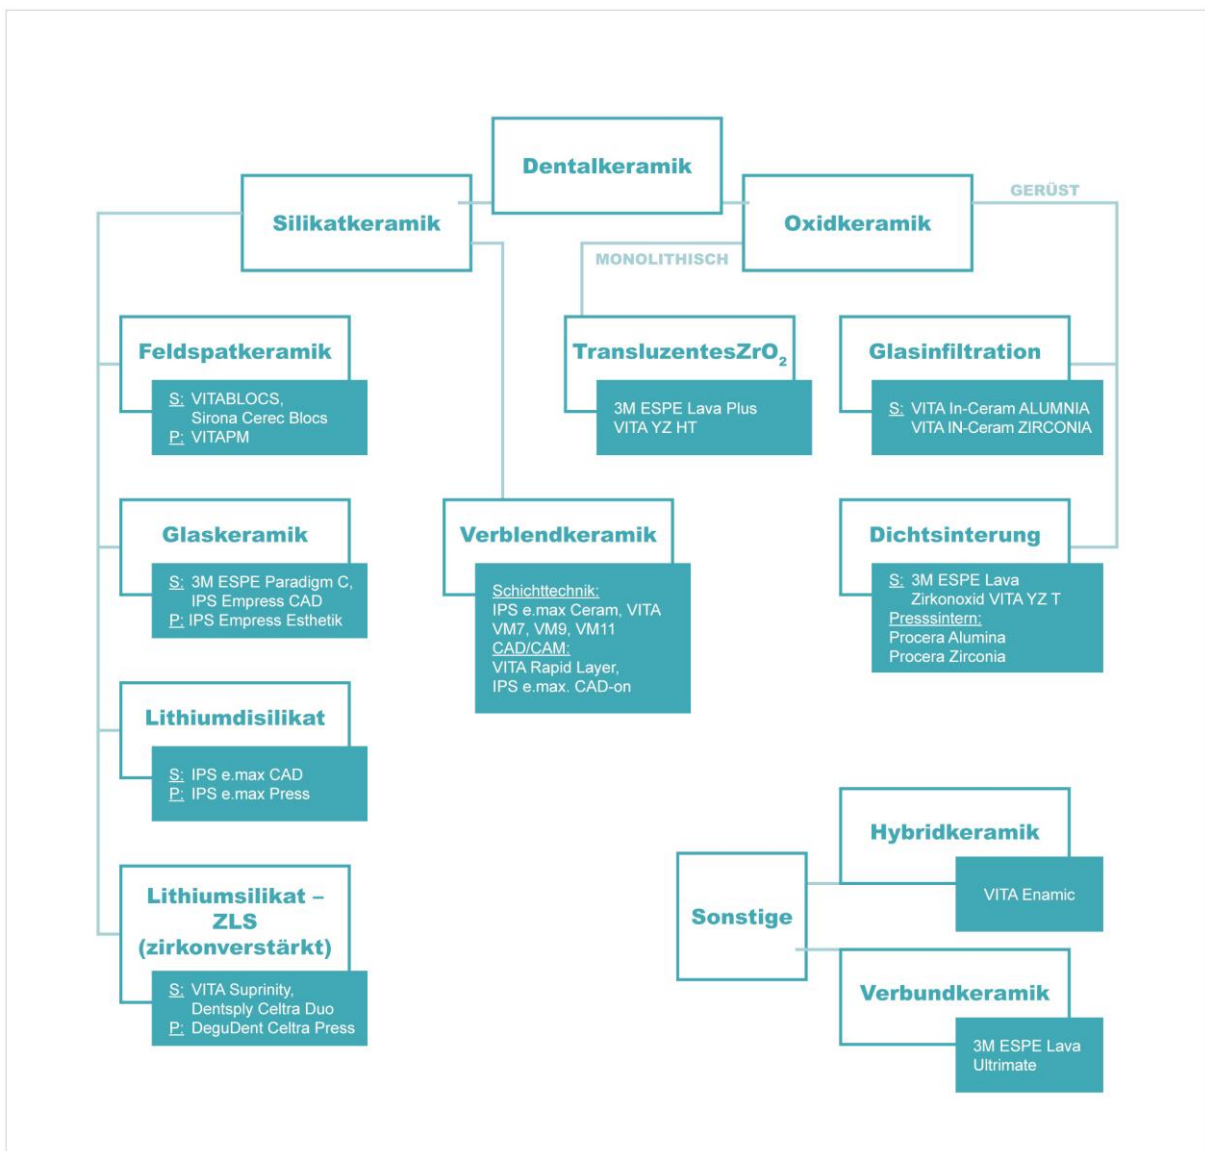 Dentalkeramik
Silikatkeramik
Oxidkeramik
GERÜST
MONOLITHISCH
Feldspatkeramik
S: VITABLOCS,
Sirona Cerec Blocs
P: VITAPM
TransluzentesZrO₂
3M ESPE Lava Plus
VITA YZ HT
Glasinfiltration
S: VITA In-Ceram ALUMNIA
VITA IN-Ceram ZIRCONIA
Glaskeramik
S: 3M ESPE Paradigm C,
IPS Empress CAD
P: IPS Empress Esthetik
Verblendkeramik
Schichttechnik:
IPS e.max Ceram, VITA
VM7, VM9, VM11
CAD/CAM:
VITA Rapid Layer,
IPS e.max. CAD-on
Dichtsinterung
S: 3M ESPE Lava
Zirkonoxid VITA YZ T
Presssintern:
Procera Alumina
Procera Zirconia
Lithiumdisilikat
S: IPS e.max CAD
P: IPS e.max Press
Lithiumsilikat –
ZLS
(zirkonverstärkt)
S: VITA Suprinity,
Dentsply Celtra Duo
P: DeguDent Celtra Press
Sonstige
Hybridkeramik
VITA Enamic
Verbundkeramik
3M ESPE Lava
Ultrimate